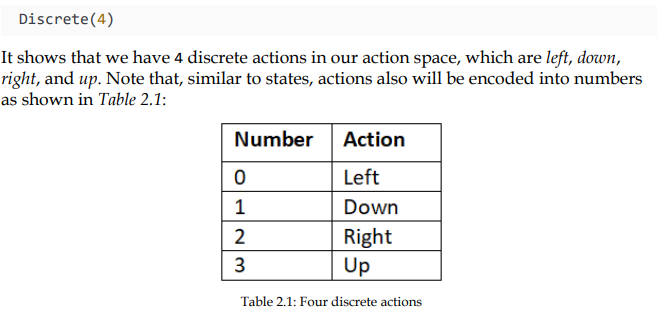 Discrete(4)
It shows that we have 4 discrete actions in our action space, which are left, down,
right, and up. Note that, similar to states, actions also will be encoded into numbers
as shown in Table 2.1:
Number Action
0 Left
1 Down
2 Right
3 Up
Table 2.1: Four discrete actions